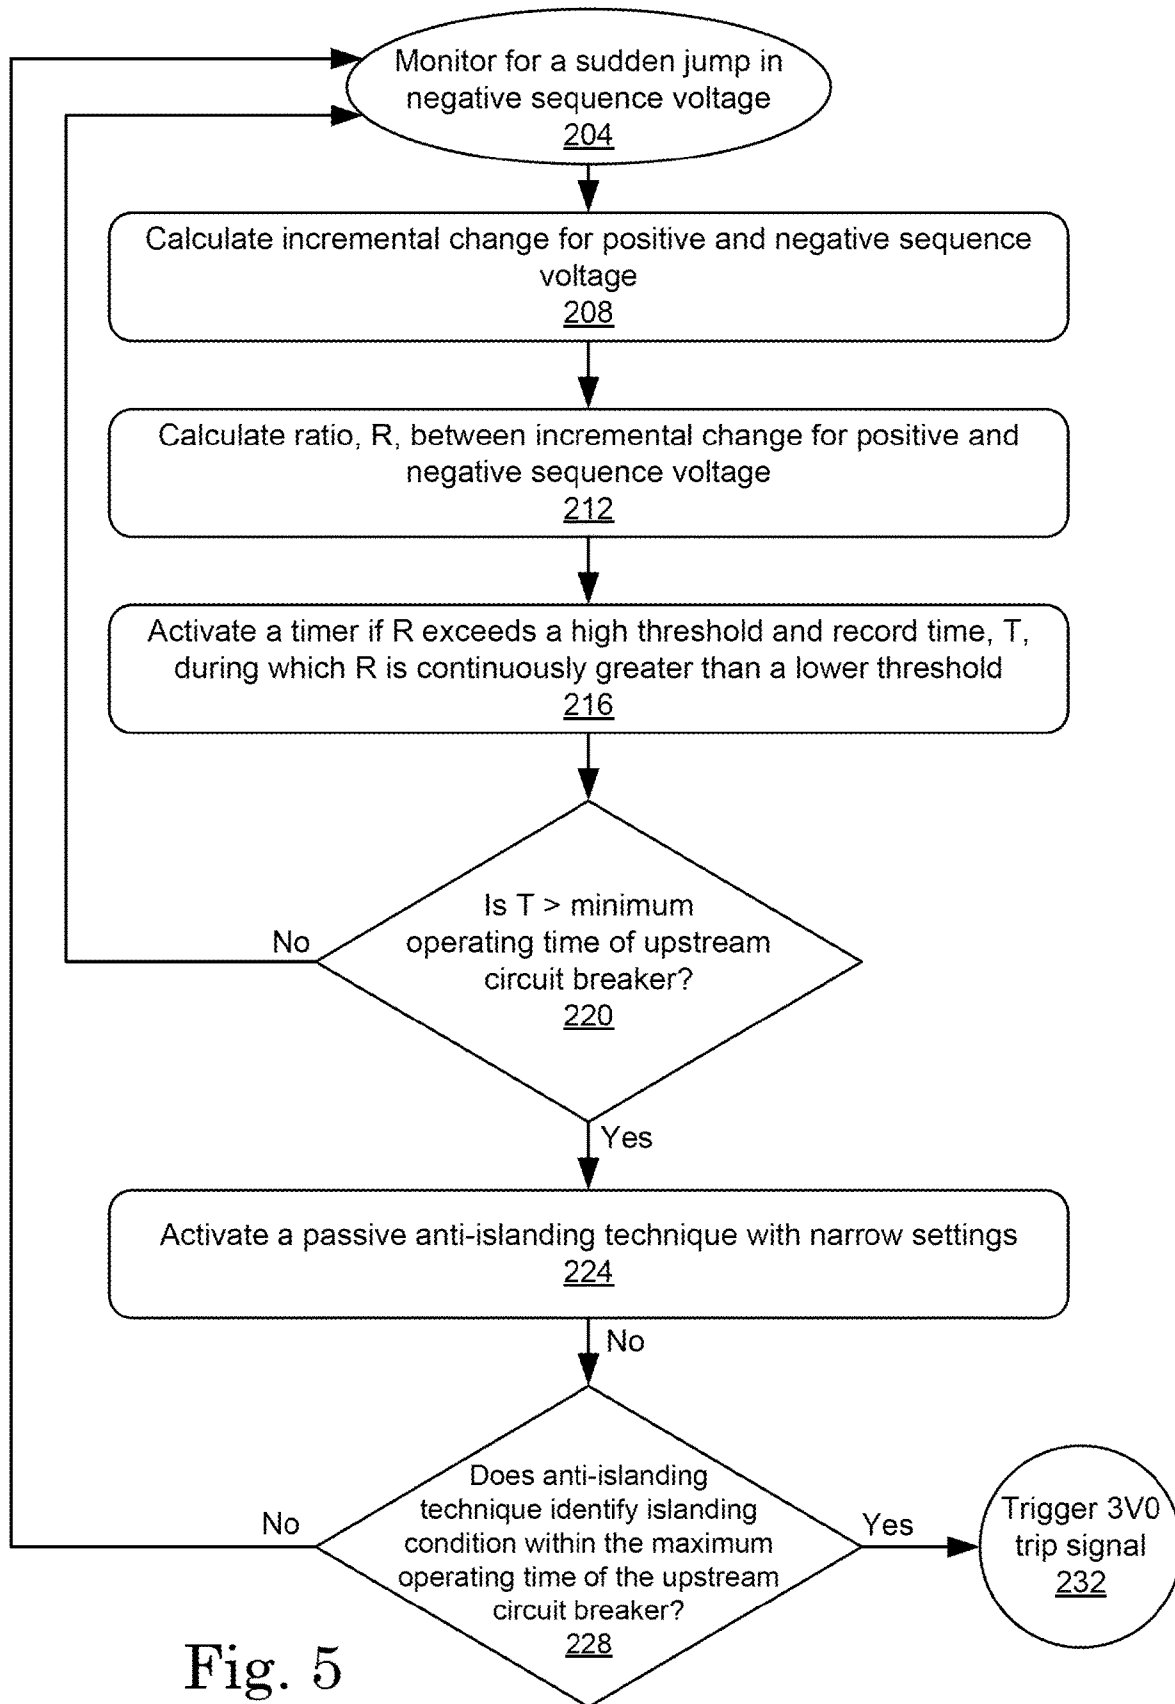 Monitor for a sudden jump in
negative sequence voltage
204
Calculate incremental change for positive and negative sequence
voltage
208
Calculate ratio, R, between incremental change for positive and
negative sequence voltage
212
Activate a timer if R exceeds a high threshold and record time, T,
during which R is continuously greater than a lower threshold
216
Is T > minimum
operating time of upstream
circuit breaker?
220
No
Yes
Activate a passive anti-islanding technique with narrow settings
224
No
Does anti-islanding
technique identify islanding
condition within the maximum
operating time of the upstream
circuit breaker?
228
No
Yes
Trigger 3V0
trip signal
232
Fig. 5